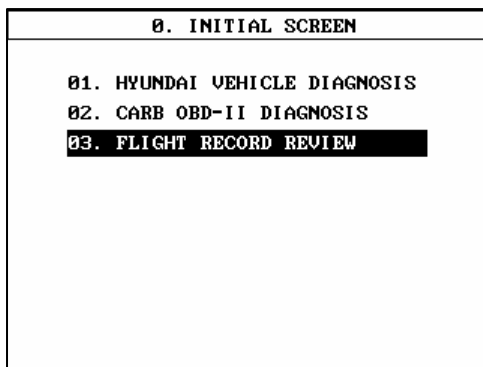 0. INITIAL SCREEN
01. HYUNDAI VEHICLE DIAGNOSIS
02. CARB OBD-II DIAGNOSIS
03. FLIGHT RECORD REVIEW